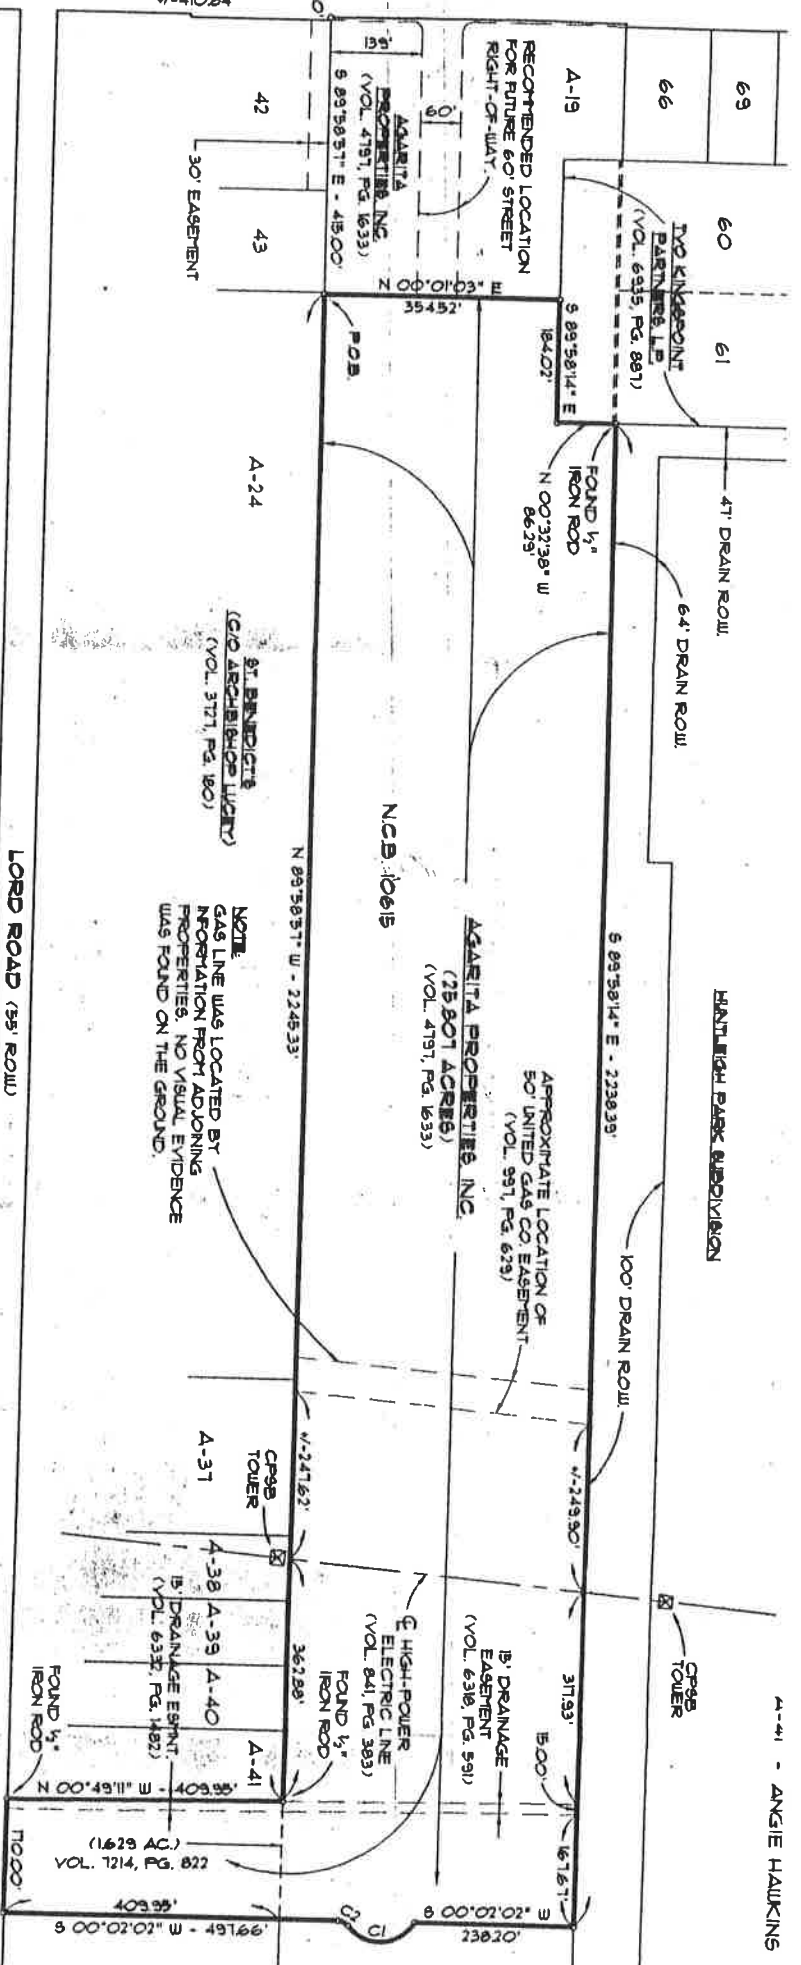 A-41 - ANGIE HAWKINS
69
66
60
61
A-19
42
43
139'
60'
RECOMMENDED LOCATION
FOR FUTURE 60' STREET
RIGHT-OF-WAY.
AGARITA
PROPERTIES INC.
(VOL. 4797, PG. 1633)
S 89°58'37" E - 415.00'
30' EASEMENT
TVO KINGSPOINT
PARTNERS L.P.
(VOL. 6935, PG. 887)
N 00°01'03" E
354.52'
S 89°58'14" E
184.02'
P.O.B.
FOUND ½"
IRON ROD
N 00°32'38" W
86.29'
47' DRAIN R.O.W.
64' DRAIN R.O.W.
A-24
ST. BENEDICT'S
(C/O ARCHBISHOP LUCEY)
(VOL. 3727, PG. 180)
N.C.B. 10615
HUNTLEIGH PARK SUBDIVISION
S 89°58'14" E - 2238.39'
N 89°58'37" W - 2245.33'
AGARITA PROPERTIES INC.
(25.807 ACRES)
(VOL. 4797, PG. 1633)
LORD ROAD (55' R.O.W.)
NOTE:
GAS LINE WAS LOCATED BY
INFORMATION FROM ADJOINING
PROPERTIES. NO VISUAL EVIDENCE
WAS FOUND ON THE GROUND.
APPROXIMATE LOCATION OF
50' UNITED GAS CO. EASEMENT
(VOL. 997, PG. 629)
100' DRAIN R.O.W.
+/-249.90'
+/-247.62'
A-37
CPSB
TOWER
A-38 A-39 A-40
A-41
CPSB
TOWER
317.93'
15.00'
167.67'
15' DRAINAGE
EASEMENT
(VOL. 6318, PG. 591)
℄ HIGH-POWER
ELECTRIC LINE
(VOL. 841, PG 383)
362.88'
FOUND ½"
IRON ROD
15' DRAINAGE ESM'NT.
(VOL. 6332, PG. 1482)
FOUND ½"
IRON ROD
N 00°49'11" W - 409.95'
(1.629 AC.)
VOL. 7214, PG. 822
170.00'
409.95'
S 00°02'02" W - 497.66'
C2
C1
S 00°02'02" W
238.20'